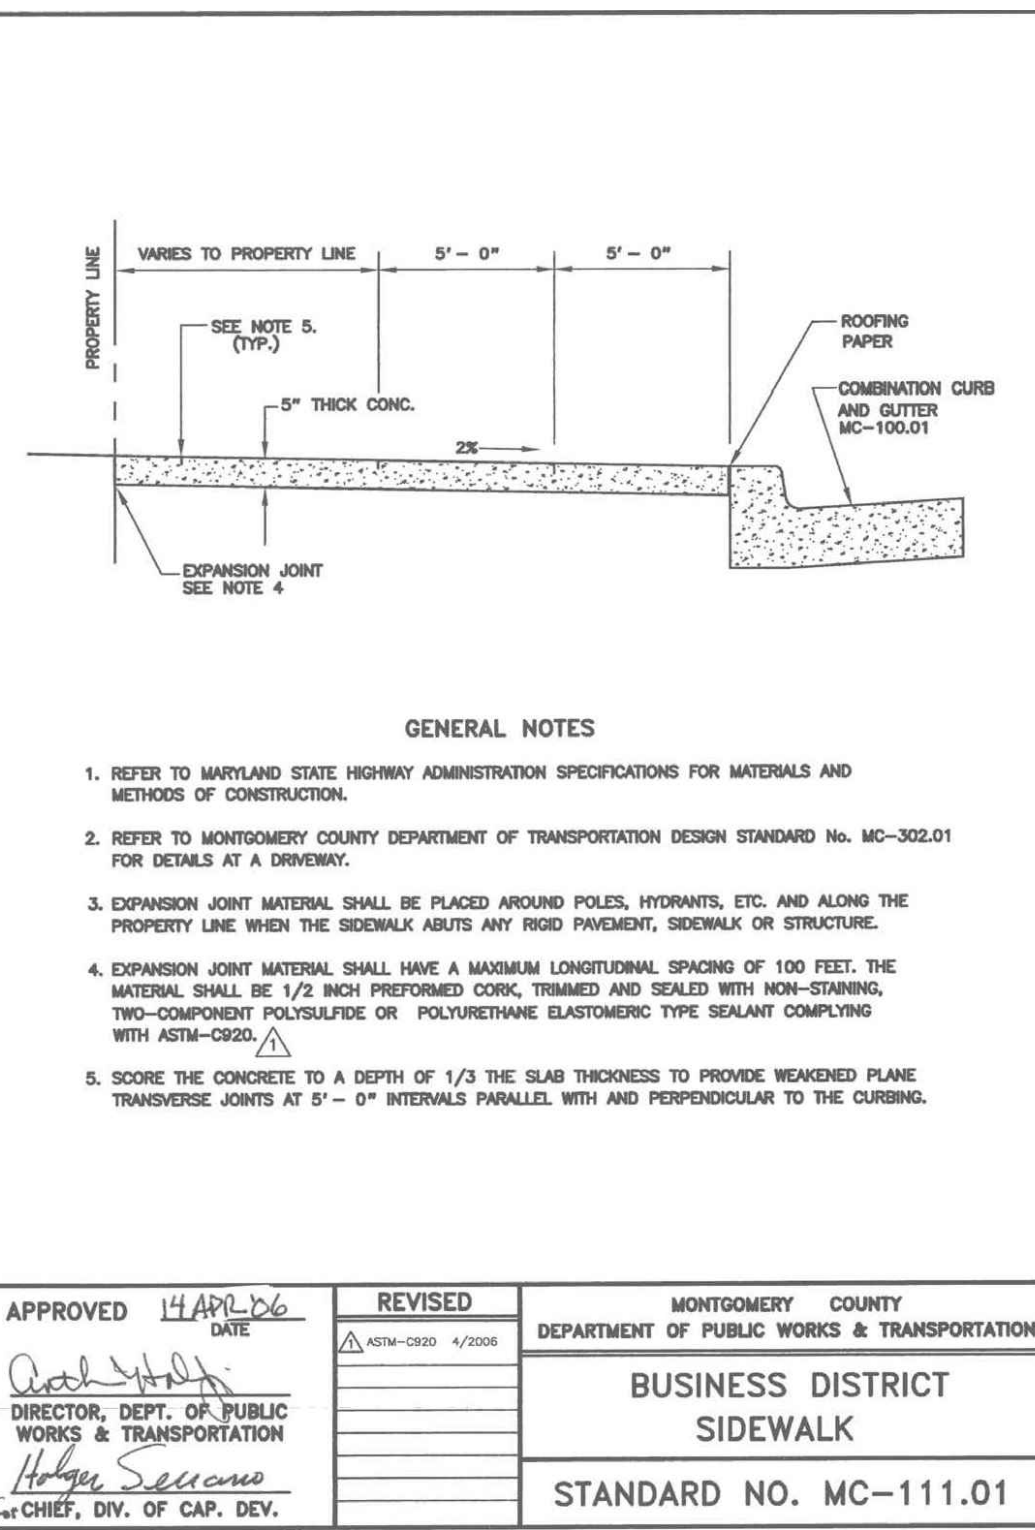 PROPERTY LINE
VARIES TO PROPERTY LINE
5' – 0"
5' – 0"
SEE NOTE 5.
(TYP.)
5" THICK CONC.
2%
ROOFING
PAPER
COMBINATION CURB
AND GUTTER
MC–100.01
EXPANSION JOINT
SEE NOTE 4
GENERAL NOTES
1. REFER TO MARYLAND STATE HIGHWAY ADMINISTRATION SPECIFICATIONS FOR MATERIALS AND
METHODS OF CONSTRUCTION.
2. REFER TO MONTGOMERY COUNTY DEPARTMENT OF TRANSPORTATION DESIGN STANDARD No. MC–302.01
FOR DETAILS AT A DRIVEWAY.
3. EXPANSION JOINT MATERIAL SHALL BE PLACED AROUND POLES, HYDRANTS, ETC. AND ALONG THE
PROPERTY LINE WHEN THE SIDEWALK ABUTS ANY RIGID PAVEMENT, SIDEWALK OR STRUCTURE.
4. EXPANSION JOINT MATERIAL SHALL HAVE A MAXIMUM LONGITUDINAL SPACING OF 100 FEET. THE
MATERIAL SHALL BE 1/2 INCH PREFORMED CORK, TRIMMED AND SEALED WITH NON–STAINING,
TWO–COMPONENT POLYSULFIDE OR POLYURETHANE ELASTOMERIC TYPE SEALANT COMPLYING
WITH ASTM–C920. 1
5. SCORE THE CONCRETE TO A DEPTH OF 1/3 THE SLAB THICKNESS TO PROVIDE WEAKENED PLANE
TRANSVERSE JOINTS AT 5' – 0" INTERVALS PARALLEL WITH AND PERPENDICULAR TO THE CURBING.
APPROVED 14 APR '06
DATE
DIRECTOR, DEPT. OF PUBLIC
WORKS & TRANSPORTATION
Holger Serrano
for CHIEF, DIV. OF CAP. DEV.
REVISED
1 ASTM–C920 4/2006
MONTGOMERY COUNTY
DEPARTMENT OF PUBLIC WORKS & TRANSPORTATION
BUSINESS DISTRICT
SIDEWALK
STANDARD NO. MC–111.01